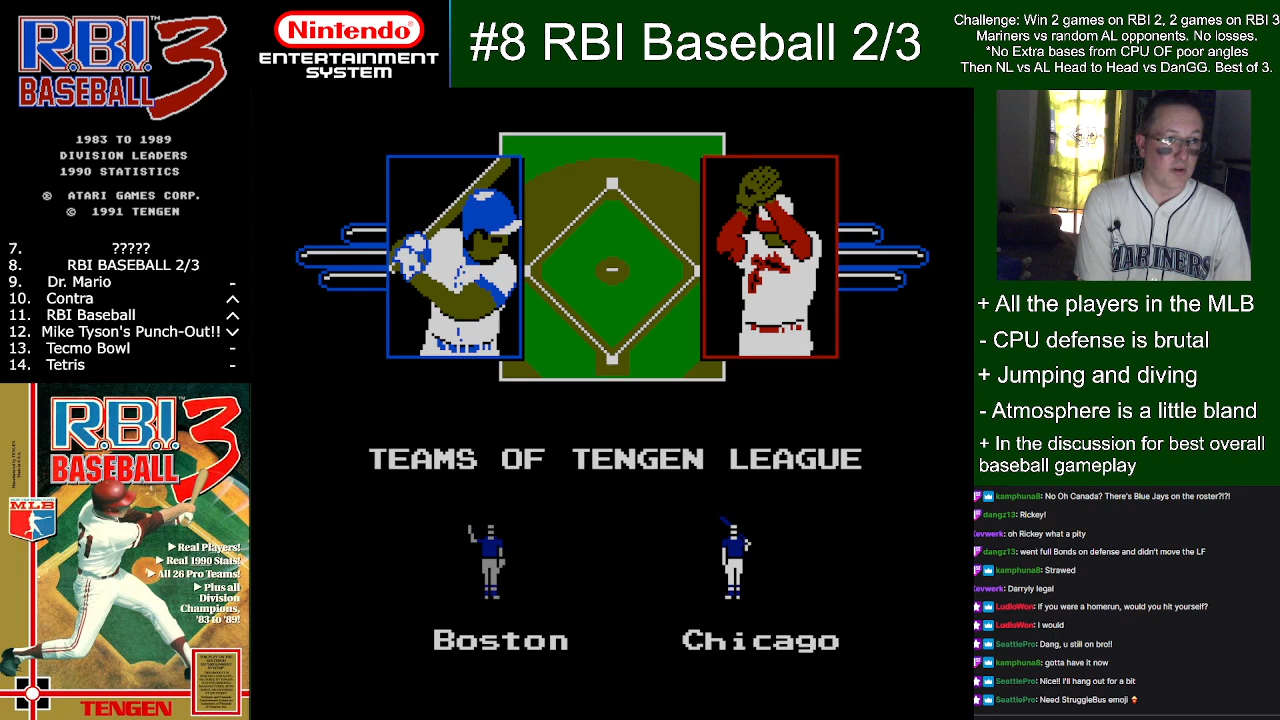 R.B.I. 3
BASEBALL
TM
1983 TO 1989
DIVISION LEADERS
1990 STATISTICS
© ATARI GAMES CORP.
© 1991 TENGEN
7. ?????
8. RBI BASEBALL 2/3
9. Dr. Mario -
10. Contra ^
11. RBI Baseball ^
12. Mike Tyson's Punch-Out!! v
13. Tecmo Bowl -
14. Tetris -
R.B.I. 3
BASEBALL
MLB
▶ Real Players!
▶ Real 1990 Stats!
▶ All 26 Pro Teams!
▶ Plus all
Division
Champions,
'83 to '89!
TENGEN
Nintendo®
ENTERTAINMENT
SYSTEM
#8 RBI Baseball 2/3
Challenge: Win 2 games on RBI 2, 2 games on RBI 3
Mariners vs random AL opponents. No losses.
*No Extra bases from CPU OF poor angles
Then NL vs AL Head to Head vs DanGG. Best of 3.
TEAMS OF TENGEN LEAGUE
Boston
Chicago
MARINERS
+ All the players in the MLB
- CPU defense is brutal
+ Jumping and diving
- Atmosphere is a little bland
+ In the discussion for best overall
baseball gameplay
kamphuna8: No Oh Canada? There's Blue Jays on the roster?!?!
dangz13: Rickey!
Kevwerk: oh Rickey what a pity
dangz13: went full Bonds on defense and didn't move the LF
kamphuna8: Strawed
Kevwerk: Darryly legal
LudioWon: If you were a homerun, would you hit yourself?
LudioWon: I would
SeattlePro: Dang, u still on bro!!
kamphuna8: gotta have it now
SeattlePro: Nice!! I'll hang out for a bit
SeattlePro: Need StruggleBus emoji